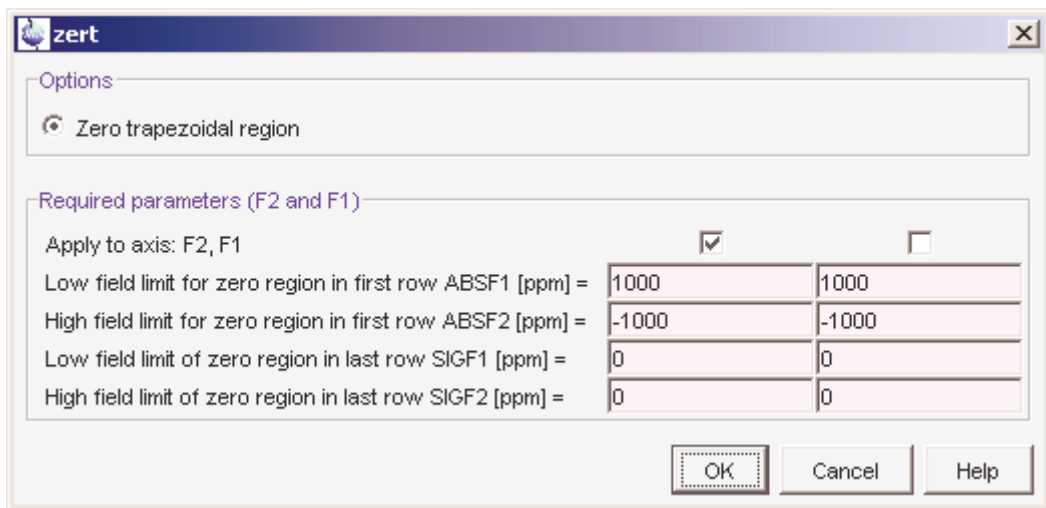 zert
Options
Zero trapezoidal region
Required parameters (F2 and F1)
Apply to axis: F2, F1
Low field limit for zero region in first row ABSF1 [ppm] = 1000 1000
High field limit for zero region in first row ABSF2 [ppm] = -1000 -1000
Low field limit of zero region in last row SIGF1 [ppm] = 0 0
High field limit of zero region in last row SIGF2 [ppm] = 0 0
OK Cancel Help